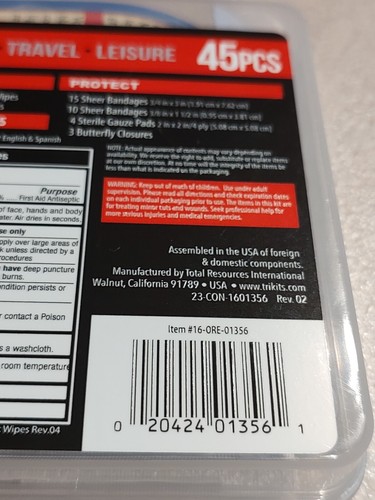 TRAVEL · LEISURE 45PCS
PROTECT
15 Sheer Bandages 3/4 in x 3 in (1.91 cm x 7.62 cm)
10 Sheer Bandages 3/8 in x 1 1/2 in (0.95 cm x 3.81 cm)
4 Sterile Gauze Pads 2 in x 2 in/4 ply (5.08 cm x 5.08 cm)
3 Butterfly Closures
English & Spanish
NOTE: Actual appearance of contents may vary depending on
availability. We reserve the right to add, substitute or replace items
at our own discretion. At no time will the integrity of the items be
less than what is indicated on the packaging.
WARNING: Keep out of reach of children. Use under adult
supervision. Please read all directions and check expiration dates
on each individual packaging prior to use. The items in this kit are
for treating minor cuts and wounds. Seek professional help for
more serious injuries and medical emergencies.
Purpose
First Aid Antiseptic
of face, hands and body
Water. Air dries in seconds.
se only
pply over large areas of
k unless directed by a
rocedures
have deep puncture
burns.
condition persists or
r contact a Poison
s a washcloth.
room temperature
Wipes Rev.04
Assembled in the USA of foreign
& domestic components.
Manufactured by Total Resources International
Walnut, California 91789 • USA • www.trikits.com
23-CON-1601356 Rev. 02
Item #16-ORE-01356
0 20424 01356 1